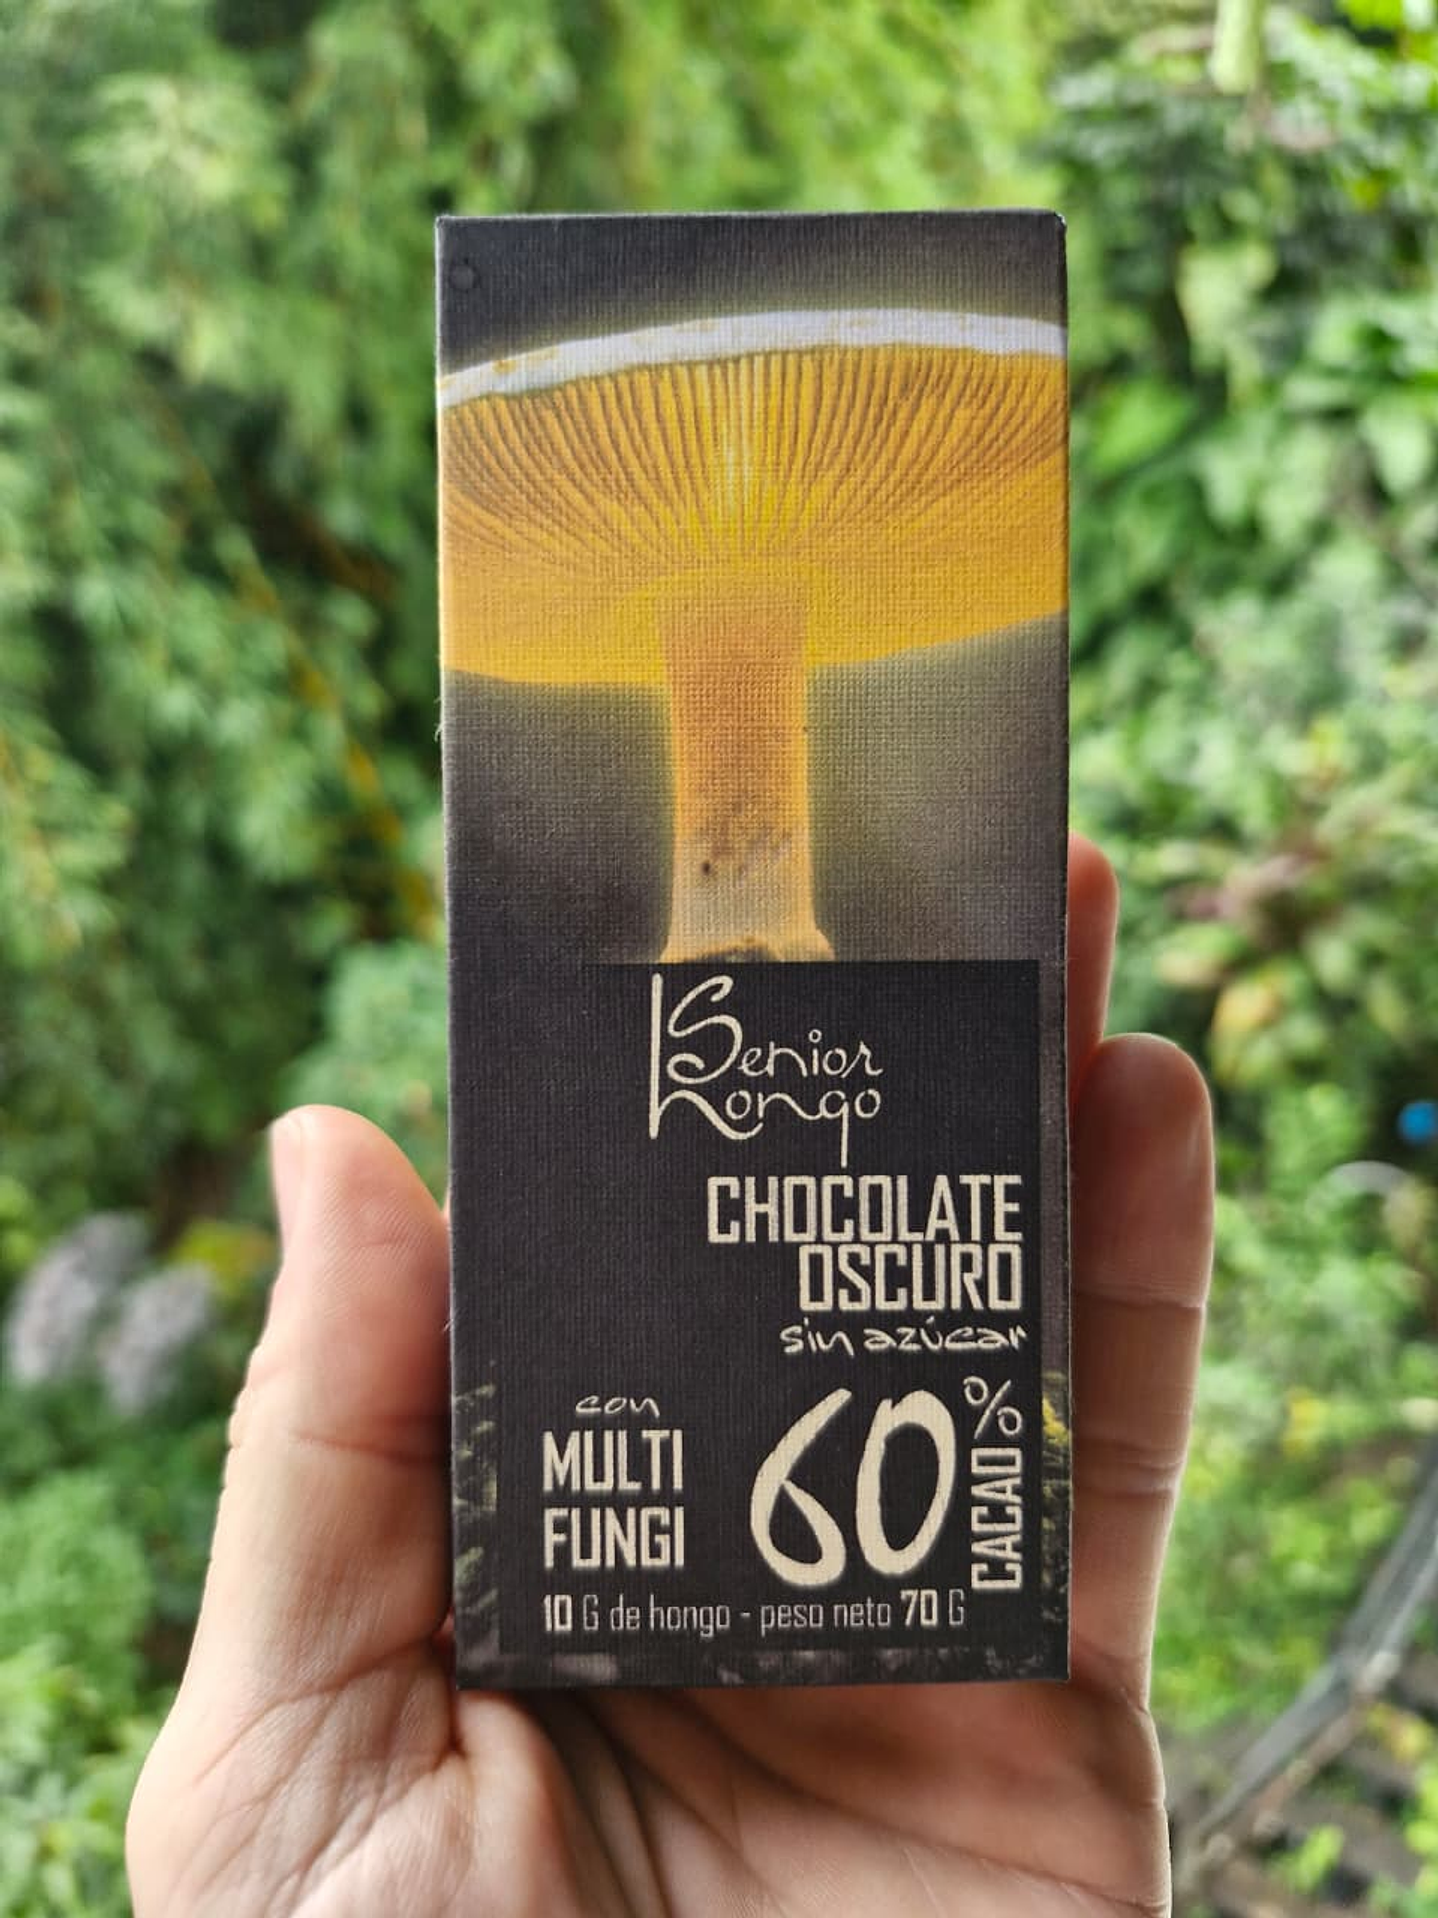 Senior
hongo
CHOCOLATE
OSCURO
sin azúcar
con
MULTI
FUNGI
60%
CACAO
10 G de hongo - peso neto 70 G